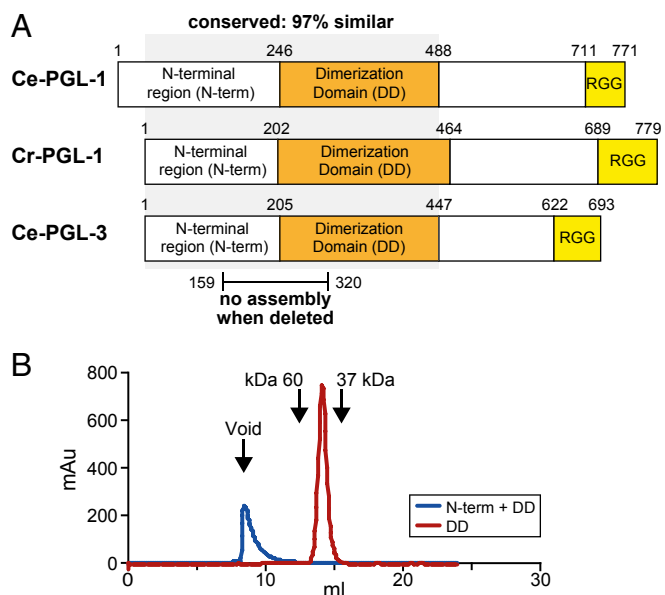 A
conserved: 97% similar
1 246 488 711 771
Ce-PGL-1
N-terminal
region (N-term)
Dimerization
Domain (DD)
RGG
1 202 464 689 779
Cr-PGL-1
N-terminal
region (N-term)
Dimerization
Domain (DD)
RGG
1 205 447 622 693
Ce-PGL-3
N-terminal
region (N-term)
Dimerization
Domain (DD)
RGG
159 320
no assembly
when deleted
B
800
600
400
200
0
mAu
kDa 60
37 kDa
Void
N-term + DD
DD
0 10 20 30
ml